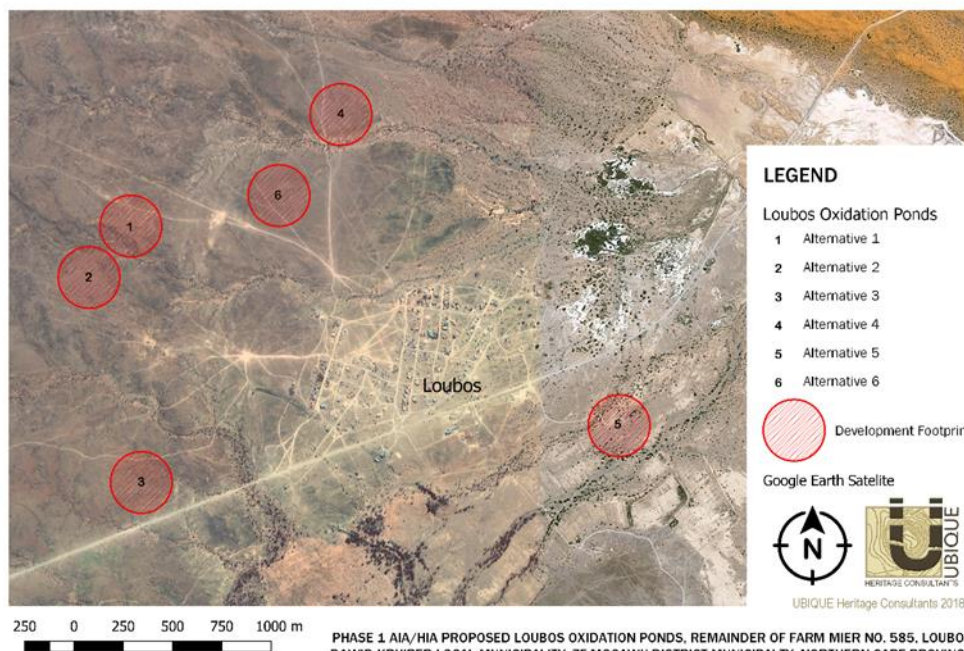 4
6
1
2
Loubos
5
3
LEGEND
Loubos Oxidation Ponds
1 Alternative 1
2 Alternative 2
3 Alternative 3
4 Alternative 4
5 Alternative 5
6 Alternative 6
Development Footprin
Google Earth Satelite
N
U
UBIQUE
HERITAGE CONSULTANTS
UBIQUE Heritage Consultants 2018
250 0 250 500 750 1000 m
PHASE 1 AIA/HIA PROPOSED LOUBOS OXIDATION PONDS, REMAINDER OF FARM MIER NO. 585, LOUBO